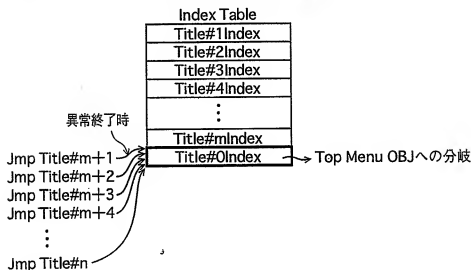 Index Table
Title#1Index
Title#2Index
Title#3Index
Title#4Index
⋮
Title#mIndex
Title#0Index
Top Menu OBJへの分岐
異常終了時
Jmp Title#m+1
Jmp Title#m+2
Jmp Title#m+3
Jmp Title#m+4
⋮
Jmp Title#n